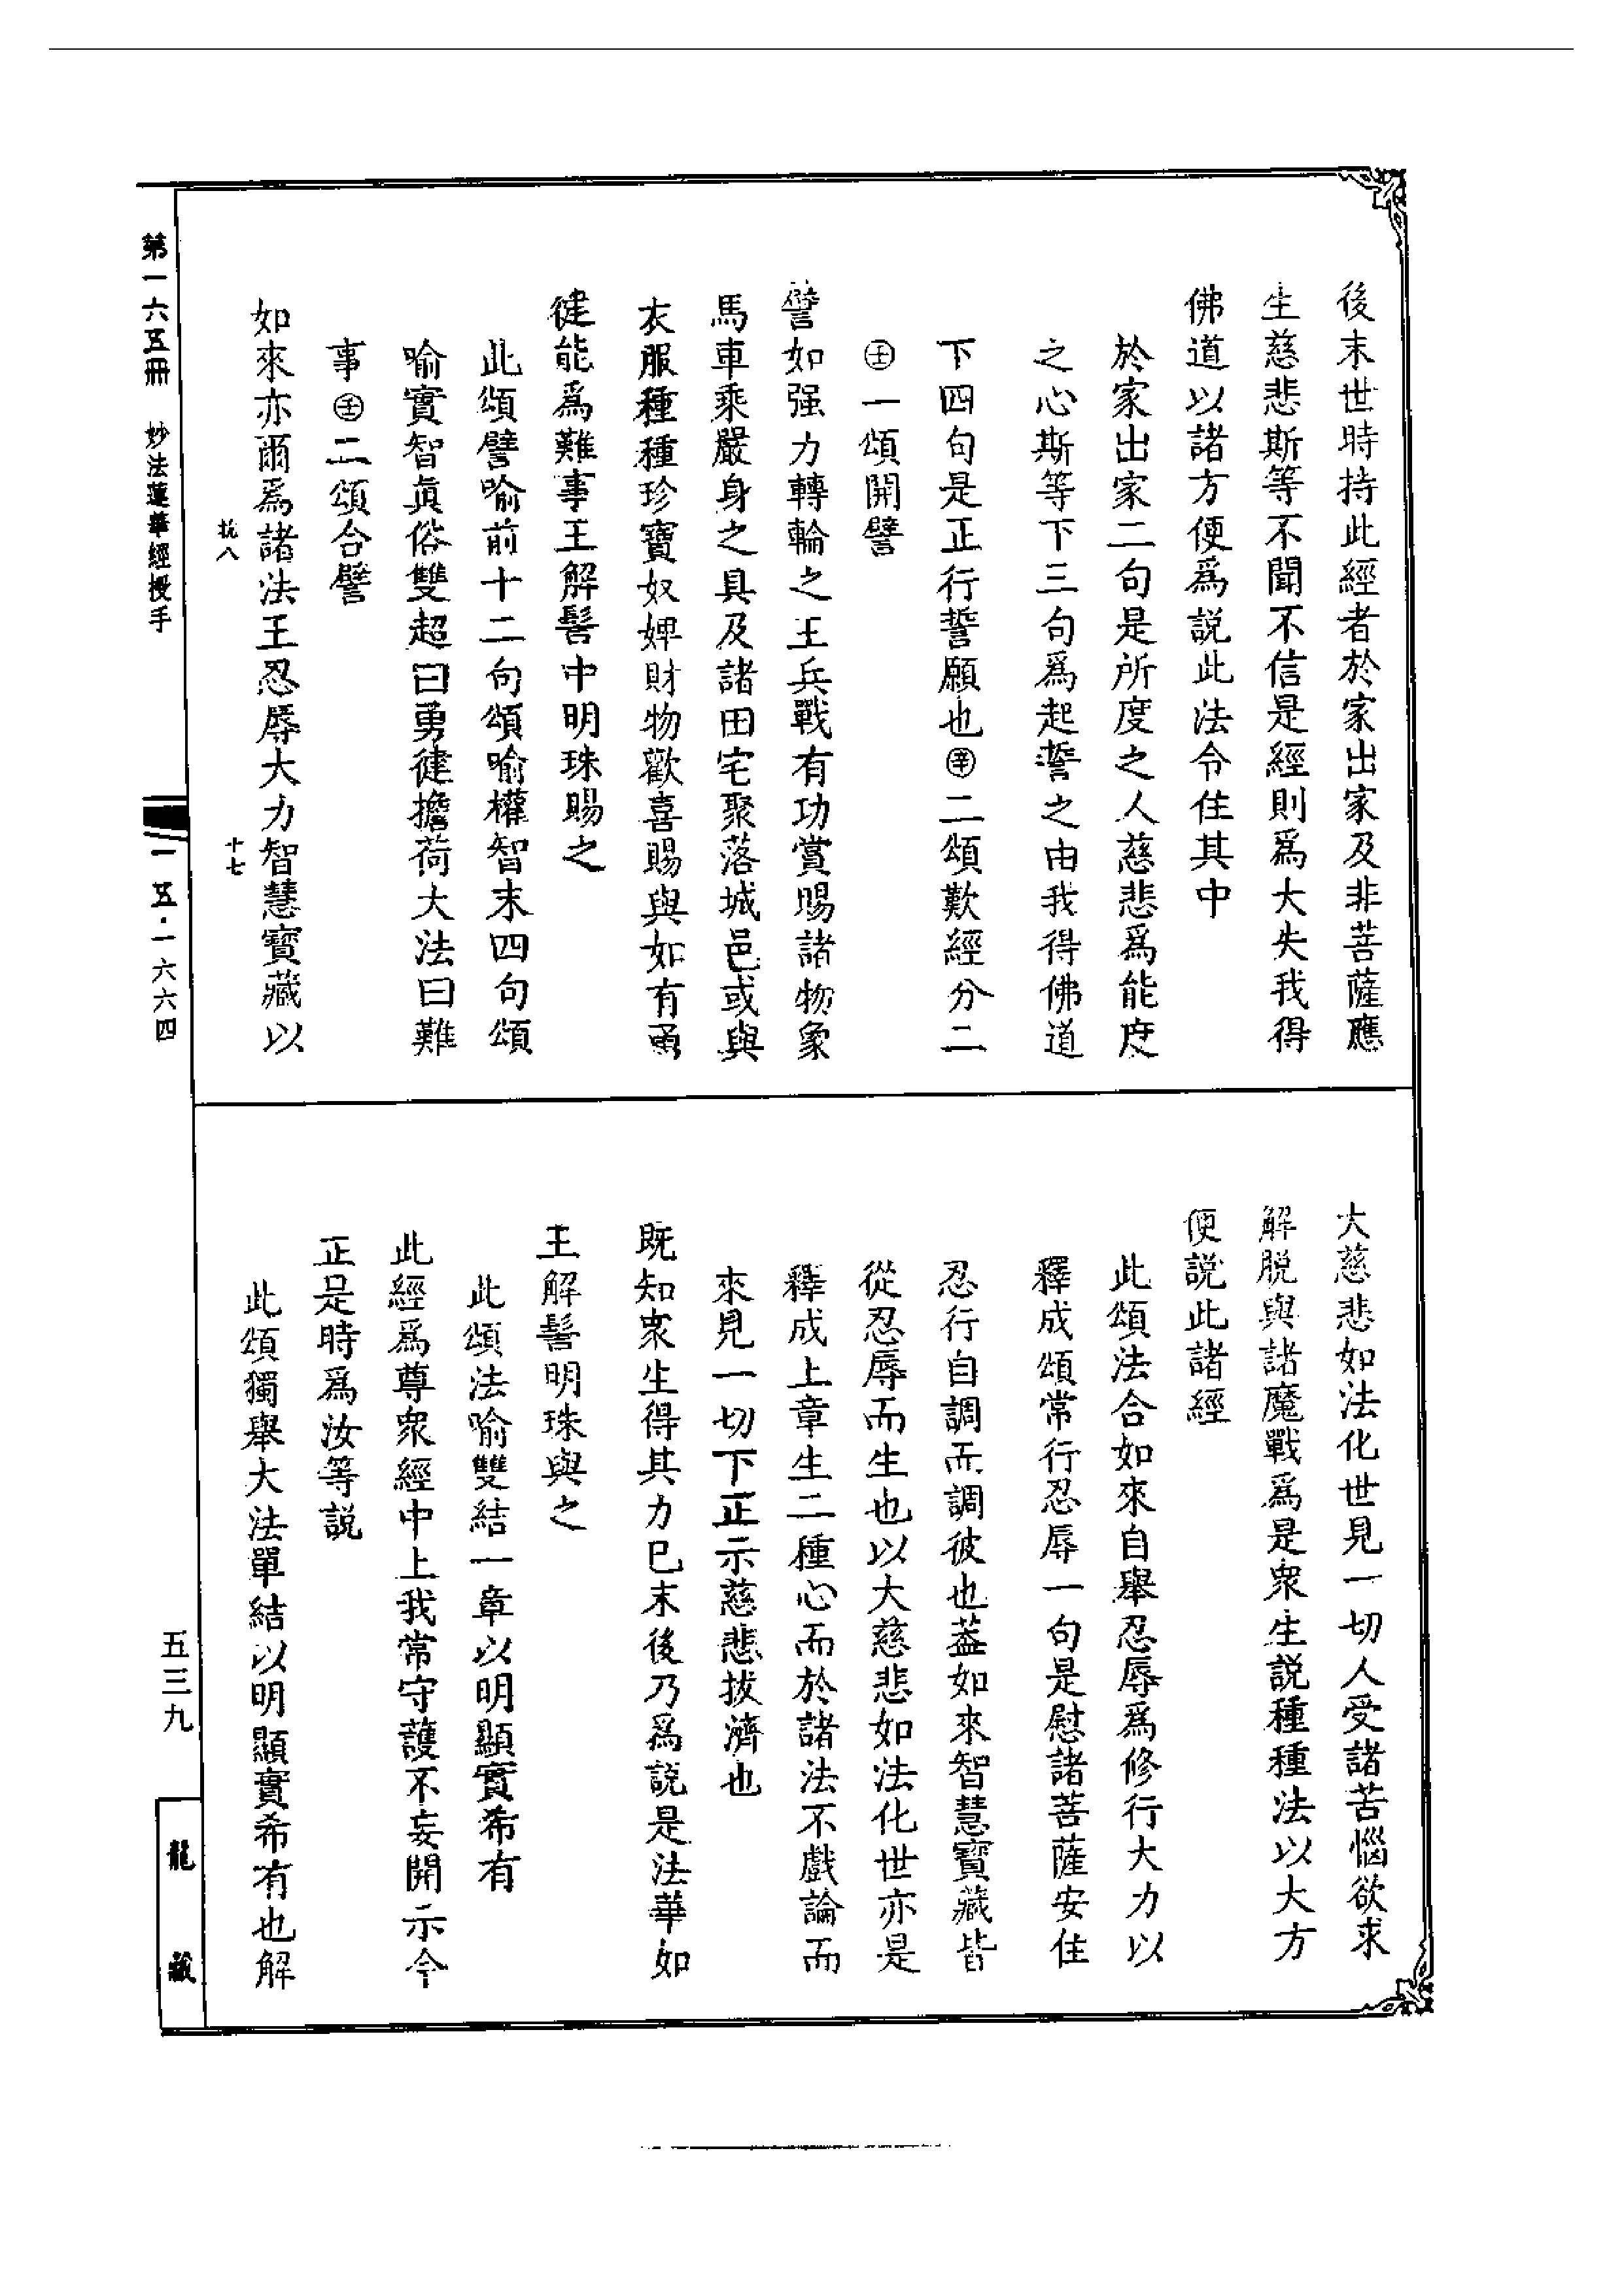 後末世時持此經者於家出家及非菩薩應
生慈悲斯等不聞不信是經則爲大失我得
佛道以諸方便爲説此法令住其中
於家出家二句是所度之人慈悲爲能度
之心斯等下三句爲起誓之由我得佛道
下四句是正行誓願也㊛二頌歎經分二
㊋一頌開譬
譬如强力轉輪之王兵戰有功賞賜諸物象
馬車乘嚴身之具及諸田宅聚落城邑或與
衣服種種珍寶奴婢財物歡喜賜與如有勇
健能爲難事王解髻中明珠賜之
此頌譬喻前十二句頌喻權智末四句頌
喻實智眞俗雙超曰勇健擔荷大法曰難
事㊋二頌合譬
如來亦爾爲諸法王忍辱大力智慧寶藏以
大慈悲如法化世見一切人受諸苦惱欲求
解脱與諸魔戰爲是衆生説種種法以大方
便説此諸經
此頌法合如來自舉忍辱爲修行大力以
釋成頌常行忍辱一句是慰諸菩薩安住
忍行自調而調彼也葢如來智慧寶藏皆
從忍辱而生也以大慈悲如法化世亦是
釋成上章生二種心而於諸法不戲論而
來見一切下正示慈悲拔濟也
既知衆生得其力已末後乃爲説是法華如
王解髻明珠與之
此頌法喻雙結一章以明顯實希有
此經爲尊衆經中上我常守護不妄開示今
正是時爲汝等説
此頌獨舉大法單結以明顯實希有也解
第一六五冊　妙法蓮華經授手
一五·一六六四
五三九
龍藏
十七